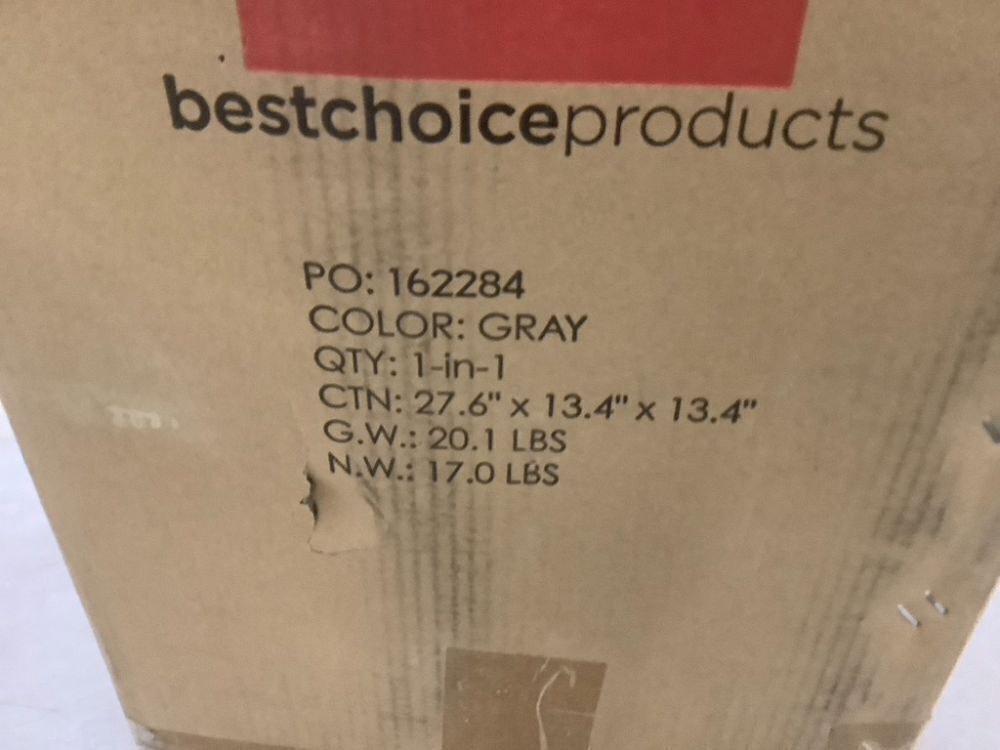 bestchoiceproducts
PO: 162284
COLOR: GRAY
QTY: 1-in-1
CTN: 27.6" x 13.4" x 13.4"
G.W.: 20.1 LBS
N.W.: 17.0 LBS